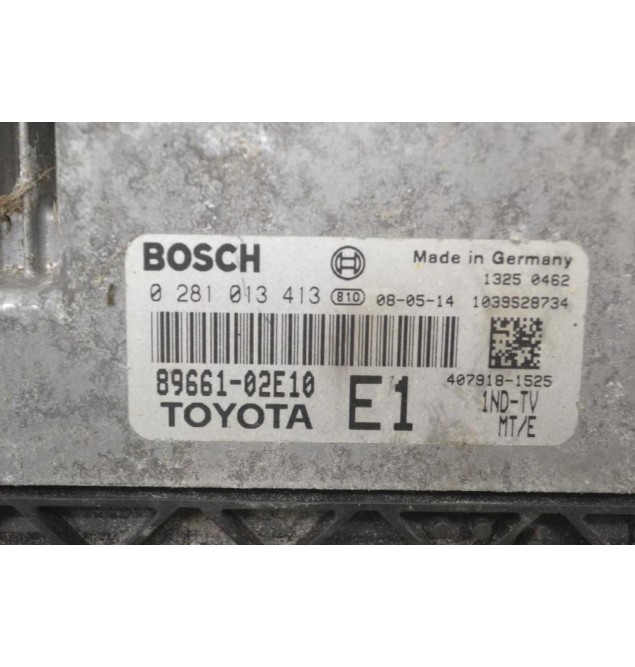 BOSCH Made in Germany
1325 0462
0 281 013 413 810 08-05-14 1039S28734
89661-02E10 E1 407918-1525
TOYOTA 1ND-TV
MT/E